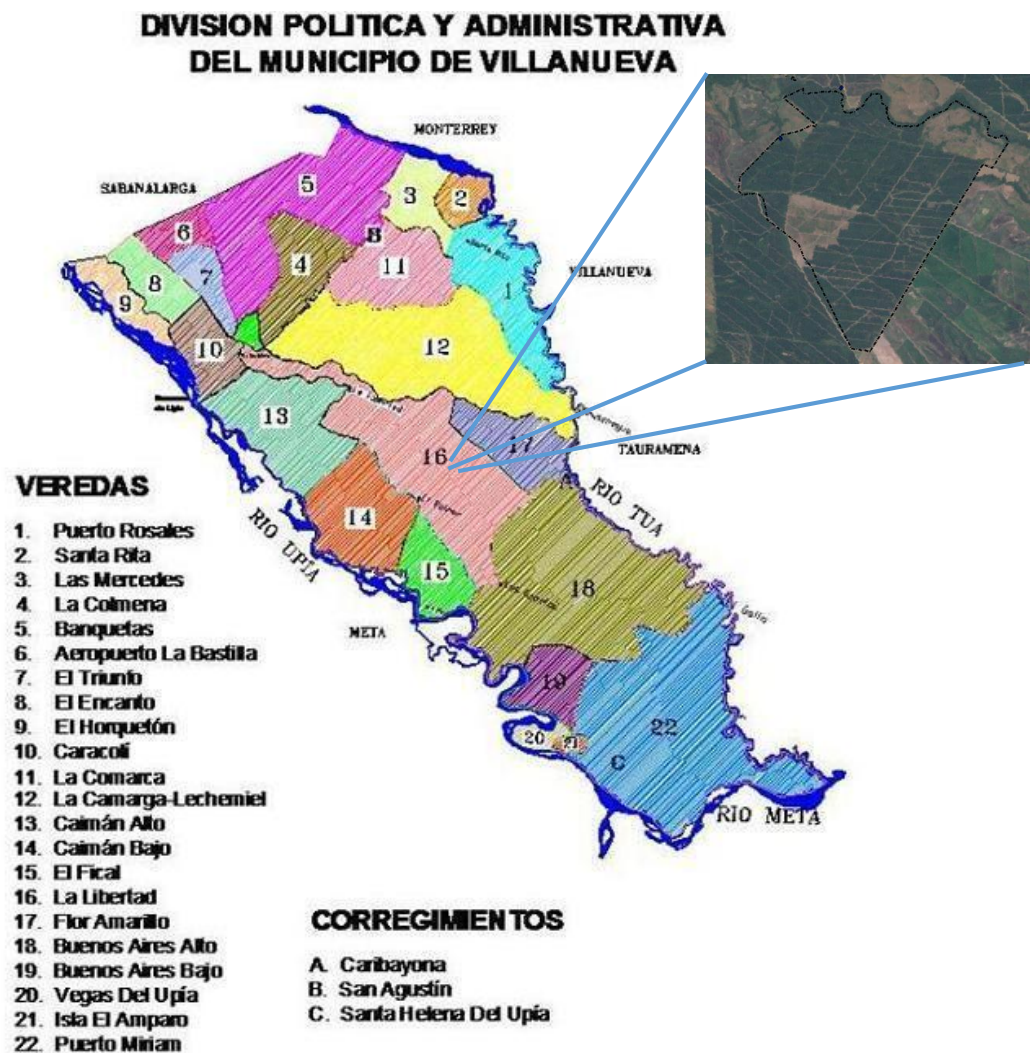 DIVISION POLITICA Y ADMINISTRATIVA
DEL MUNICIPIO DE VILLANUEVA
MONTERREY
SABANALARGA
5
3
2
6
B
4
11
VILLANUEVA
8
7
1
9
10
12
13
16
17
TAURAMENA
RIO TUA
VEREDAS
1. Puerto Rosales
2. Santa Rita
3. Las Mercedes
4. La Colmena
5. Banquetas
6. Aeropuerto La Bastilla
7. El Triunfo
8. El Encanto
9. El Horquetón
10. Caracolí
11. La Comarca
12. La Camarga-Lechemiel
13. Caimán Alto
14. Caimán Bajo
15. El Fical
16. La Libertad
17. Flor Amarillo
18. Buenos Aires Alto
19. Buenos Aires Bajo
20. Vegas Del Upía
21. Isla El Amparo
22. Puerto Miriam
RIO UPÍA
14
15
18
META
19
22
20
21
C
RIO META
CORREGIMIENTOS
A. Caribayona
B. San Agustín
C. Santa Helena Del Upía